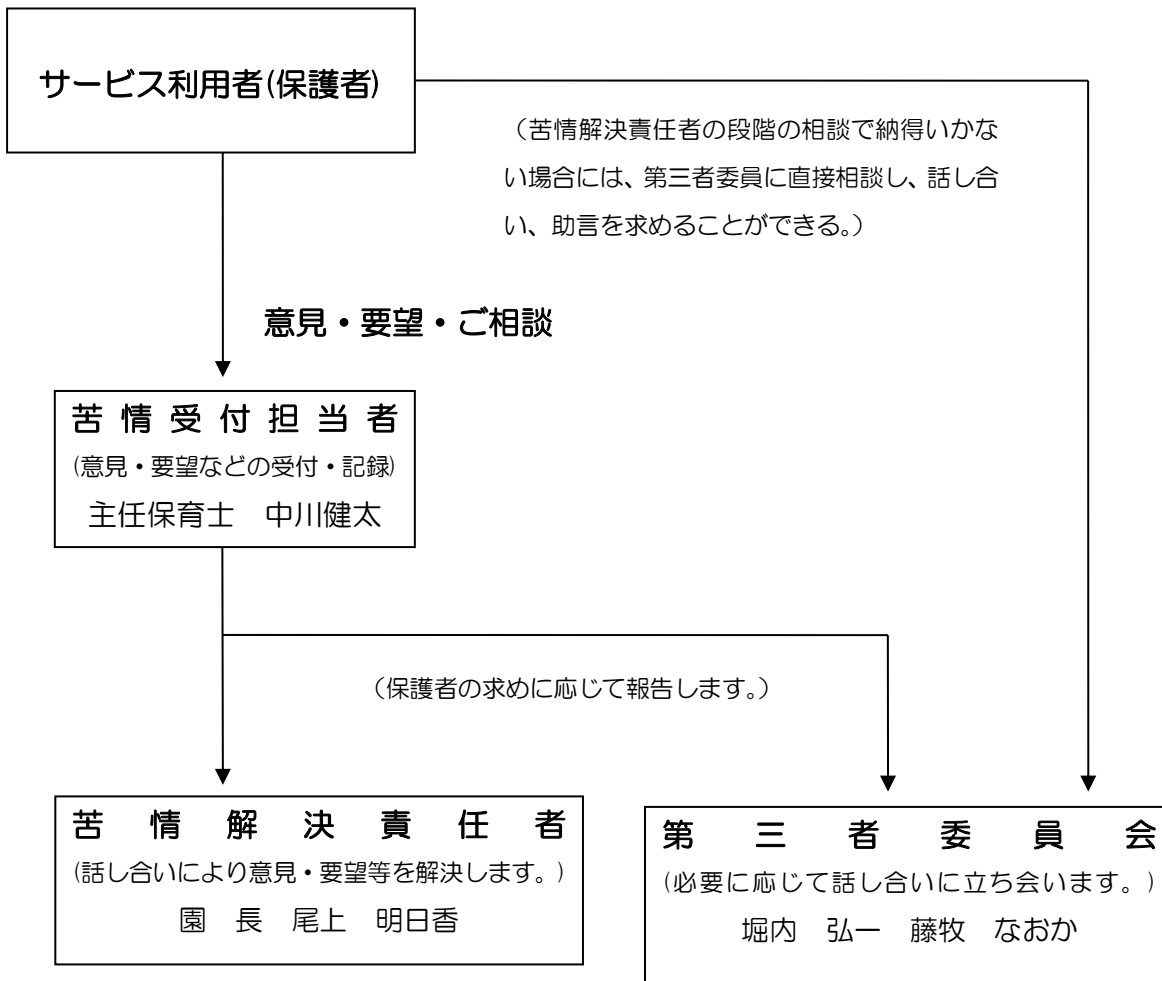 サービス利用者(保護者)
（苦情解決責任者の段階の相談で納得いかな
い場合には、第三者委員に直接相談し、話し合
い、助言を求めることができる。）
意見・要望・ご相談
苦情受付担当者
(意見・要望などの受付・記録)
主任保育士　中川健太
（保護者の求めに応じて報告します。）
苦情解決責任者
(話し合いにより意見・要望等を解決します。)
園　長　尾上　明日香
第三者委員会
(必要に応じて話し合いに立ち会います。)
堀内　弘一　藤牧　なおか